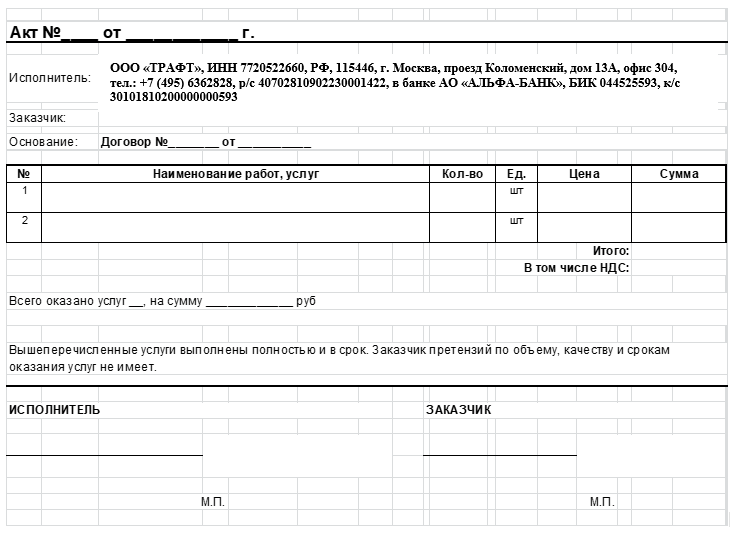 Акт №____ от ____________ г.
Исполнитель:
ООО «ТРАФТ», ИНН 7720522660, РФ, 115446, г. Москва, проезд Коломенский, дом 13А, офис 304,
тел.: +7 (495) 6362828, р/с 40702810902230001422, в банке АО «АЛЬФА-БАНК», БИК 044525593, к/с
30101810200000000593
Заказчик:
Основание: Договор №_______ от __________
№ Наименование работ, услуг Кол-во Ед. Цена Сумма
1 шт
2 шт
Итого:
В том числе НДС:
Всего оказано услуг __, на сумму _____________ руб
Вышеперечисленные услуги выполнены полностью и в срок. Заказчик претензий по объему, качеству и срокам
оказания услуг не имеет.
ИСПОЛНИТЕЛЬ ЗАКАЗЧИК
М.П. М.П.